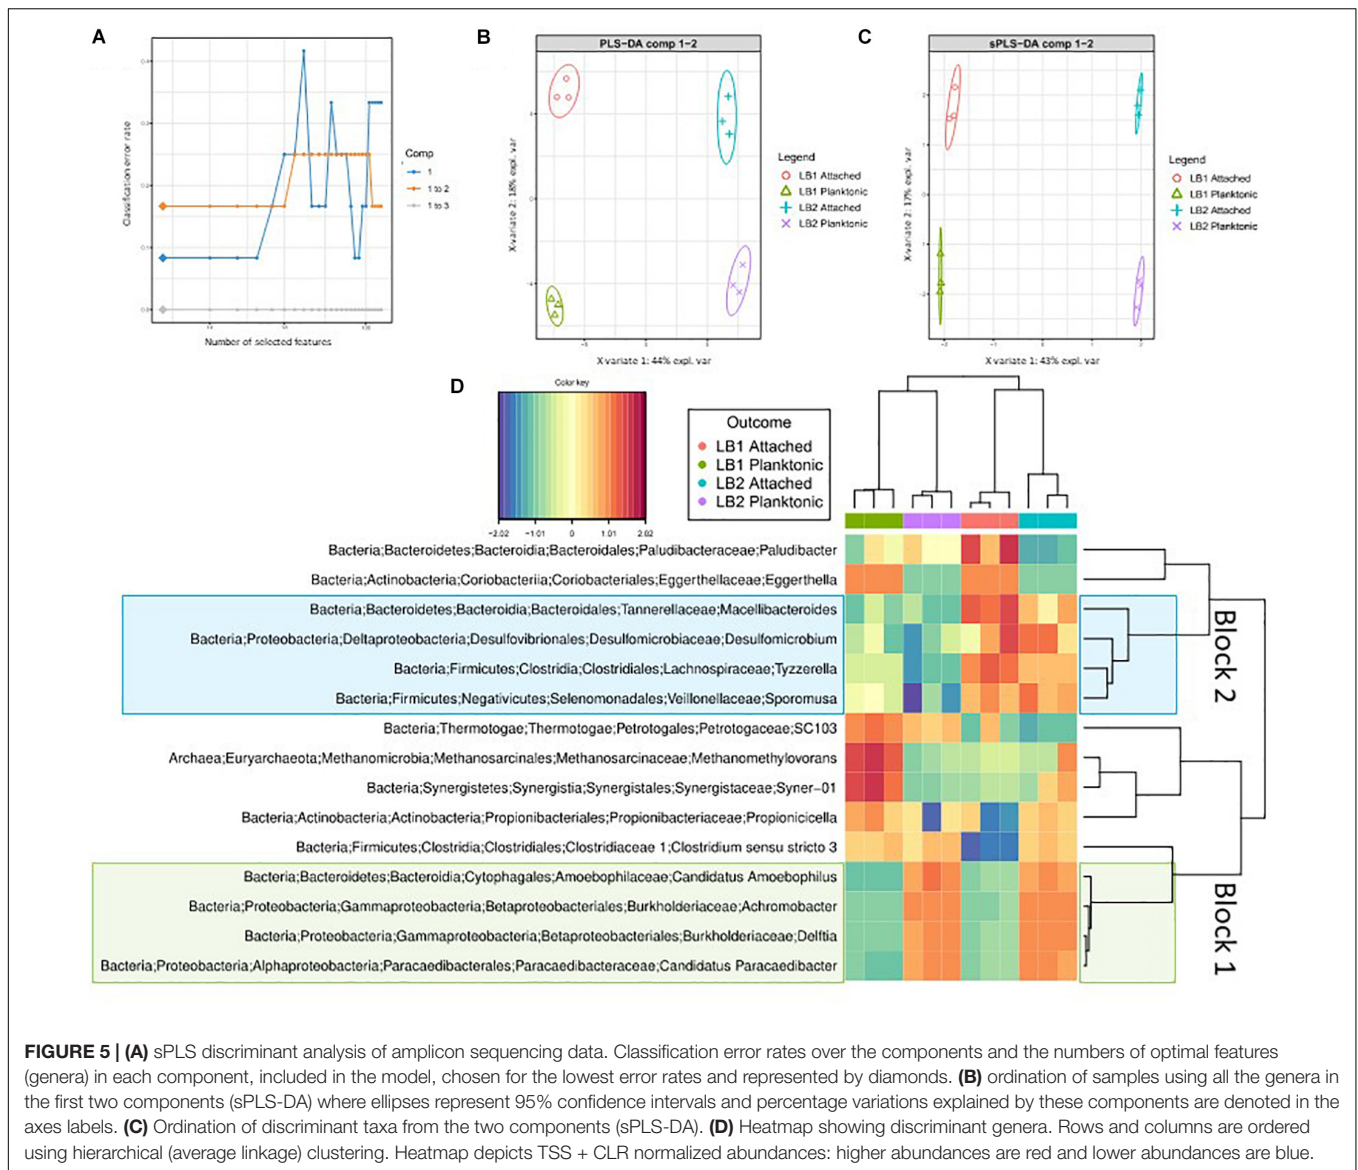 A
Classification error rate
Number of selected features
Comp
1
1 to 2
1 to 3
B
PLS-DA comp 1-2
X-variate 2: 18% expl. var
X variate 1: 44% expl. var
Legend
LB1 Attached
LB1 Planktonic
LB2 Attached
LB2 Planktonic
C
sPLS-DA comp 1-2
X-variate 2: 17% expl. var
X variate 1: 43% expl. var
Legend
LB1 Attached
LB1 Planktonic
LB2 Attached
LB2 Planktonic
D
Color key
-2.02 -1.01 0 1.01 2.02
Outcome
LB1 Attached
LB1 Planktonic
LB2 Attached
LB2 Planktonic
Bacteria;Bacteroidetes;Bacteroidia;Bacteroidales;Paludibacteraceae;Paludibacter
Bacteria;Actinobacteria;Coriobacteriia;Coriobacteriales;Eggerthellaceae;Eggerthella
Bacteria;Bacteroidetes;Bacteroidia;Bacteroidales;Tannerellaceae;Macellibacteroides
Bacteria;Proteobacteria;Deltaproteobacteria;Desulfovibrionales;Desulfomicrobiaceae;Desulfomicrobium
Bacteria;Firmicutes;Clostridia;Clostridiales;Lachnospiraceae;Tyzzerella
Bacteria;Firmicutes;Negativicutes;Selenomonadales;Veillonellaceae;Sporomusa
Bacteria;Thermotogae;Thermotogae;Petrotogales;Petrotogaceae;SC103
Archaea;Euryarchaeota;Methanomicrobia;Methanosarcinales;Methanosarcinaceae;Methanomethylovorans
Bacteria;Synergistetes;Synergistia;Synergistales;Synergistaceae;Syner-01
Bacteria;Actinobacteria;Actinobacteria;Propionibacteriales;Propionibacteriaceae;Propionicicella
Bacteria;Firmicutes;Clostridia;Clostridiales;Clostridiaceae 1;Clostridium sensu stricto 3
Bacteria;Bacteroidetes;Bacteroidia;Cytophagales;Amoebophilaceae;Candidatus Amoebophilus
Bacteria;Proteobacteria;Gammaproteobacteria;Betaproteobacteriales;Burkholderiaceae;Achromobacter
Bacteria;Proteobacteria;Gammaproteobacteria;Betaproteobacteriales;Burkholderiaceae;Delftia
Bacteria;Proteobacteria;Alphaproteobacteria;Paracaedibacterales;Paracaedibacteraceae;Candidatus Paracaedibacter
Block 2
Block 1
FIGURE 5 | (A) sPLS discriminant analysis of amplicon sequencing data. Classification error rates over the components and the numbers of optimal features
(genera) in each component, included in the model, chosen for the lowest error rates and represented by diamonds. (B) ordination of samples using all the genera in
the first two components (sPLS-DA) where ellipses represent 95% confidence intervals and percentage variations explained by these components are denoted in the
axes labels. (C) Ordination of discriminant taxa from the two components (sPLS-DA). (D) Heatmap showing discriminant genera. Rows and columns are ordered
using hierarchical (average linkage) clustering. Heatmap depicts TSS + CLR normalized abundances: higher abundances are red and lower abundances are blue.